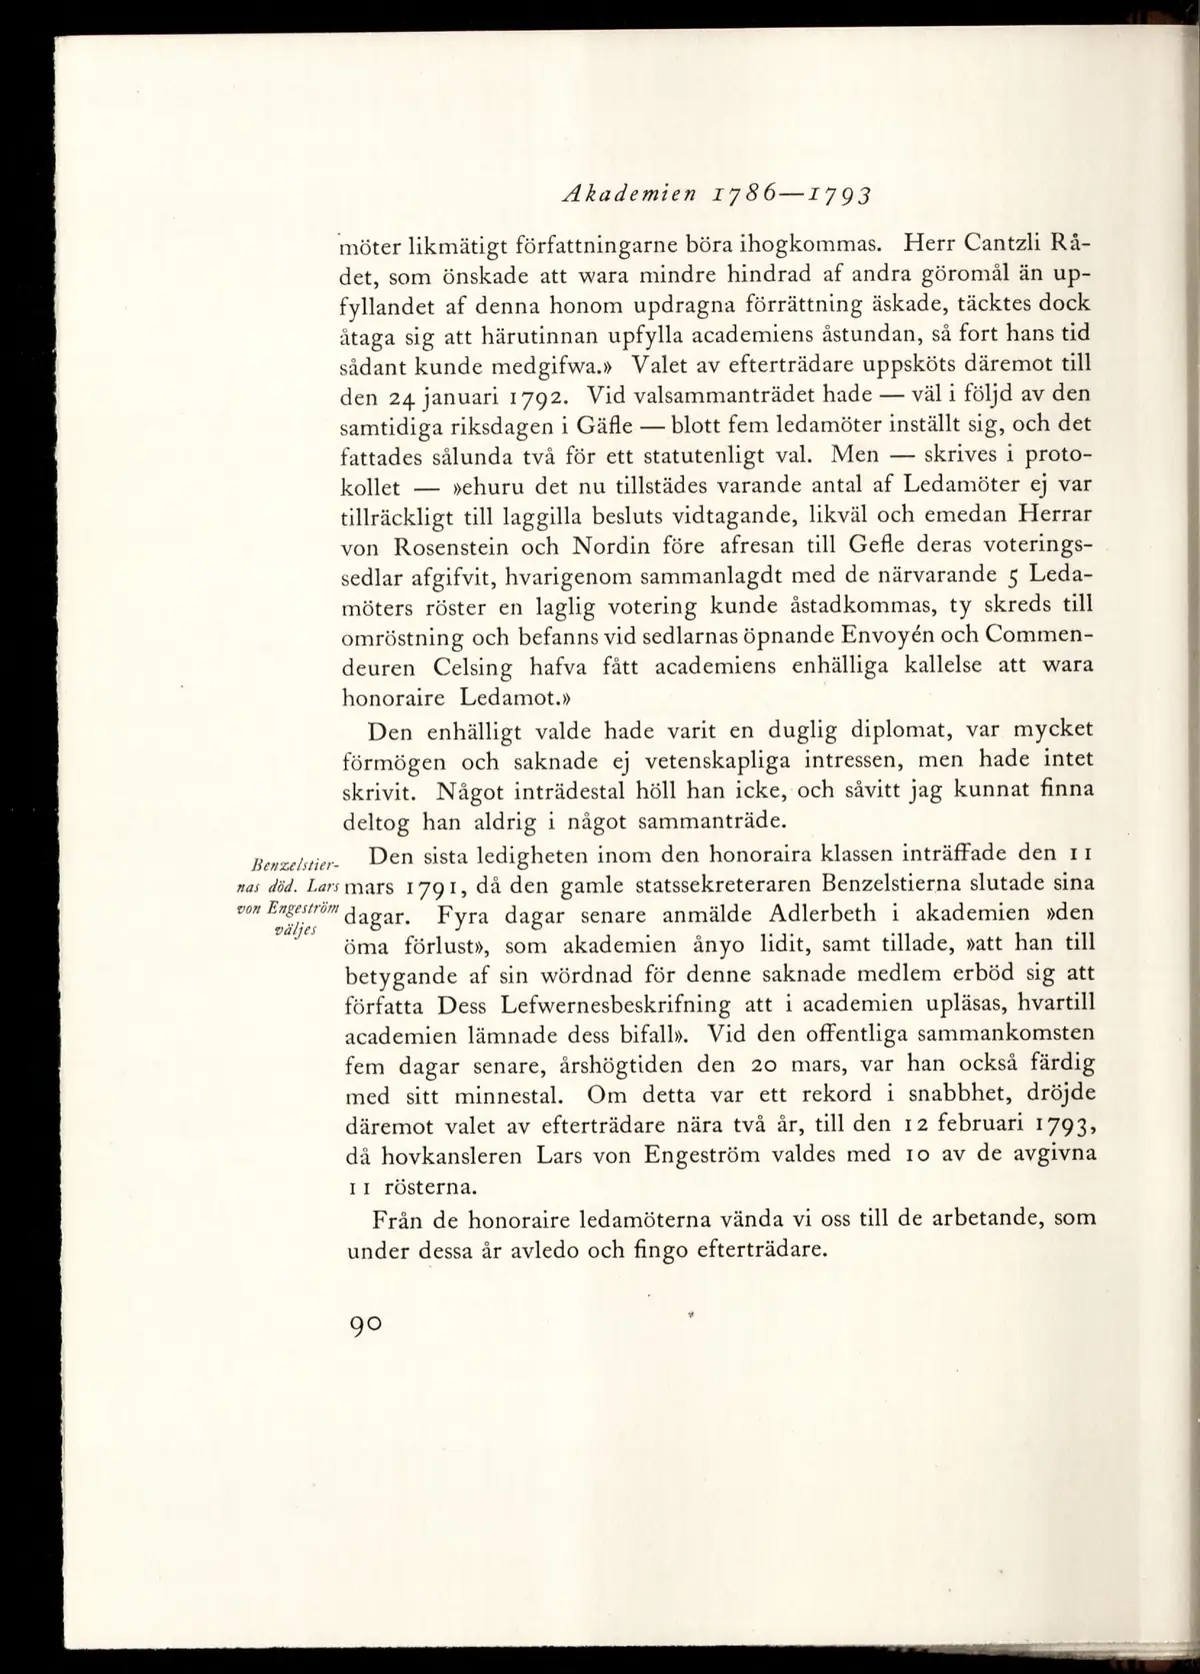 Akademien 1786—1793
möter likmätigt författningarne böra ihogkommas. Herr Cantzli Rå-
det, som önskade att wara mindre hindrad af andra göromål än up-
fyllandet af denna honom updragna förrättning äskade, täcktes dock
åtaga sig att härutinnan upfylla academiens åstundan, så fort hans tid
sådant kunde medgifwa.» Valet av efterträdare uppsköts däremot till
den 24 januari 1792. Vid valsammanträdet hade — väl i följd av den
samtidiga riksdagen i Gäfle — blott fem ledamöter inställt sig, och det
fattades sålunda två för ett statutenligt val. Men — skrives i proto-
kollet — »ehuru det nu tillstädes varande antal af Ledamöter ej var
tillräckligt till laggilla besluts vidtagande, likväl och emedan Herrar
von Rosenstein och Nordin före afresan till Gefle deras voterings-
sedlar afgifvit, hvarigenom sammanlagdt med de närvarande 5 Leda-
möters röster en laglig votering kunde åstadkommas, ty skreds till
omröstning och befanns vid sedlarnas öpnande Envoyén och Commen-
deuren Celsing hafva fått academiens enhälliga kallelse att wara
honoraire Ledamot.»
Den enhälligt valde hade varit en duglig diplomat, var mycket
förmögen och saknade ej vetenskapliga intressen, men hade intet
skrivit. Något inträdestal höll han icke, och såvitt jag kunnat finna
deltog han aldrig i något sammanträde.
Benzelstier-
nas död. Lars
von Engeström
väljes
Den sista ledigheten inom den honoraira klassen inträffade den 11
mars 1791, då den gamle statssekreteraren Benzelstierna slutade sina
dagar. Fyra dagar senare anmälde Adlerbeth i akademien »den
öma förlust», som akademien ånyo lidit, samt tillade, »att han till
betygande af sin wördnad för denne saknade medlem erböd sig att
författa Dess Lefwernesbeskrifning att i academien upläsas, hvartill
academien lämnade dess bifall». Vid den offentliga sammankomsten
fem dagar senare, årshögtiden den 20 mars, var han också färdig
med sitt minnestal. Om detta var ett rekord i snabbhet, dröjde
däremot valet av efterträdare nära två år, till den 12 februari 1793,
då hovkansleren Lars von Engeström valdes med 10 av de avgivna
11 rösterna.
Från de honoraire ledamöterna vända vi oss till de arbetande, som
under dessa år avledo och fingo efterträdare.
90